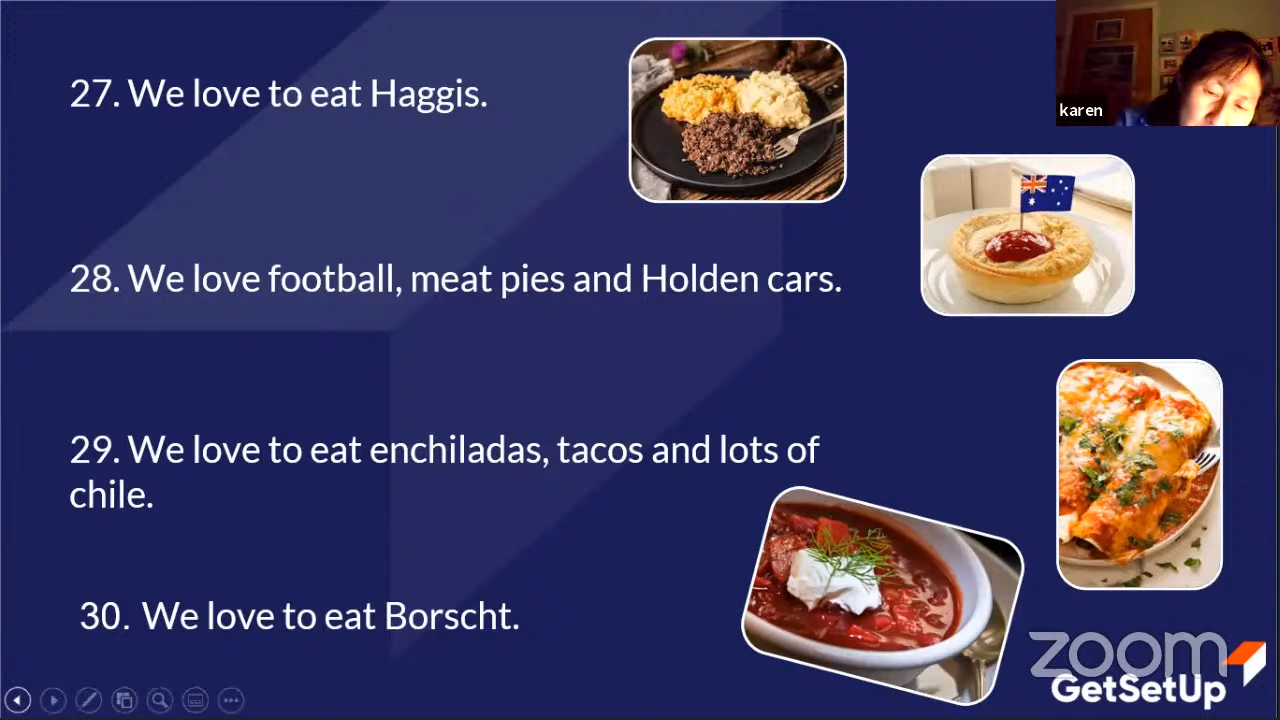 karen
27. We love to eat Haggis.
28. We love football, meat pies and Holden cars.
29. We love to eat enchiladas, tacos and lots of
chile.
30. We love to eat Borscht.
zoom
GetSetUp